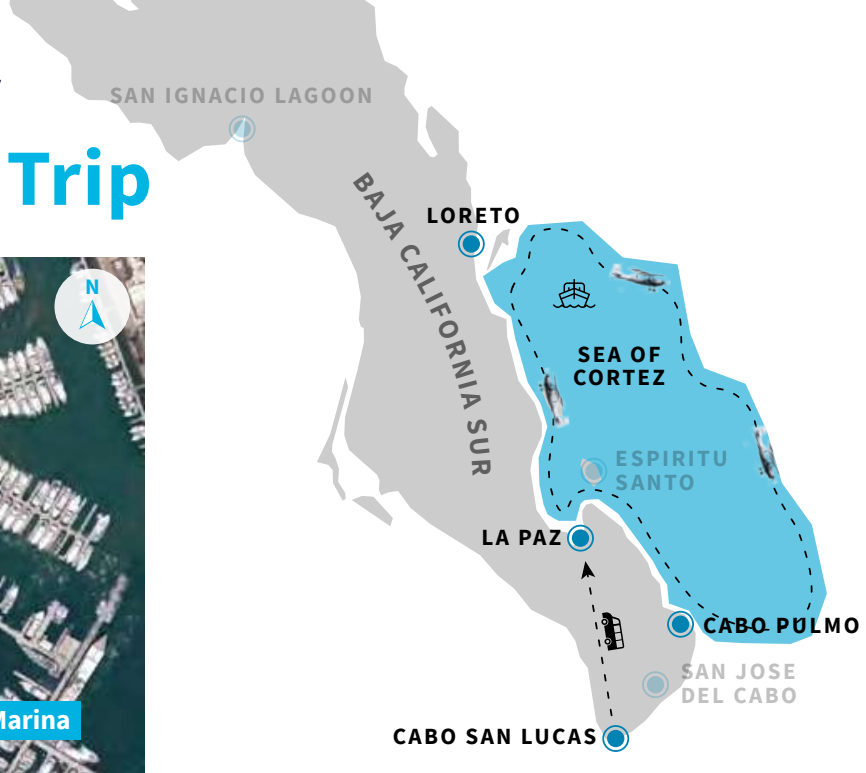 SAN IGNACIO LAGOON
Trip
BAJA CALIFORNIA SUR
LORETO
N
SEA OF
CORTEZ
ESPIRITU
SANTO
LA PAZ
CABO PULMO
SAN JOSE
DEL CABO
Marina
CABO SAN LUCAS